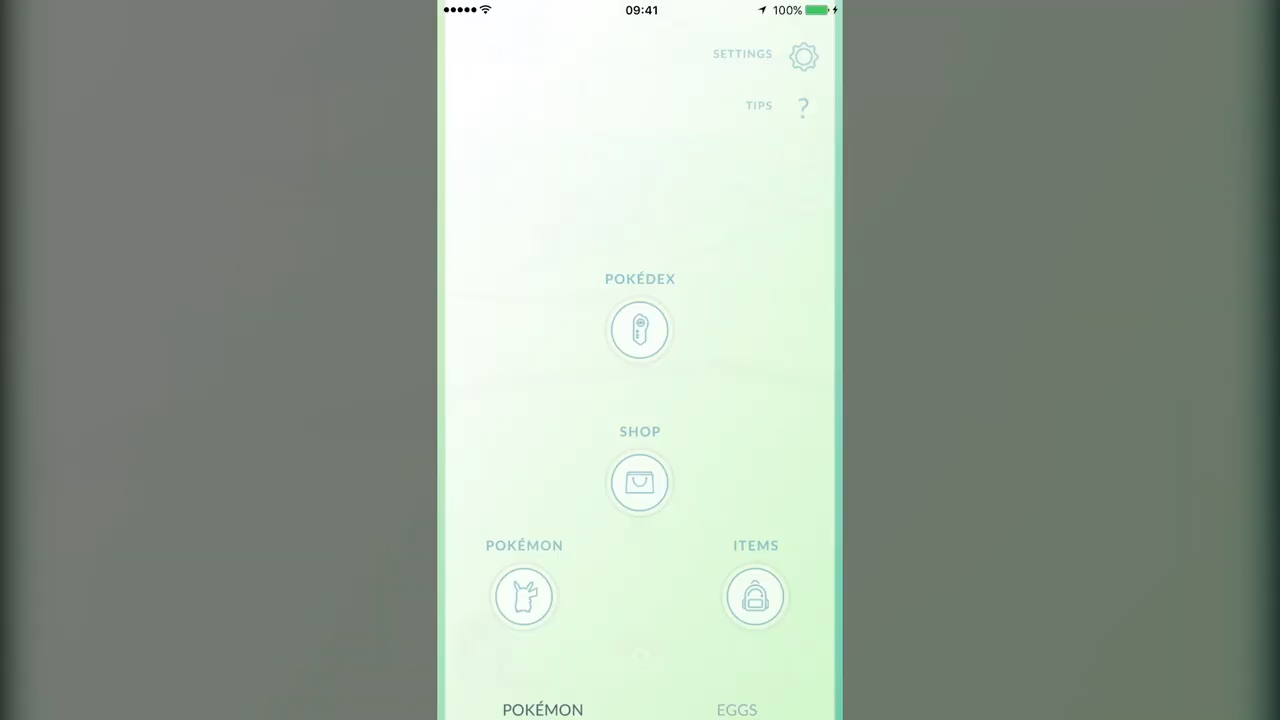 09:41
100%
SETTINGS
TIPS
?
POKÉDEX
SHOP
POKÉMON
ITEMS
POKÉMON
EGGS